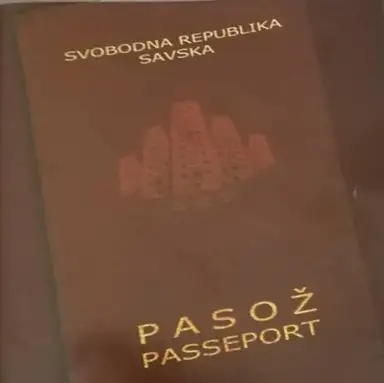 SVOBODNA REPUBLIKA
SAVSKA
PASOŽ
PASSEPORT